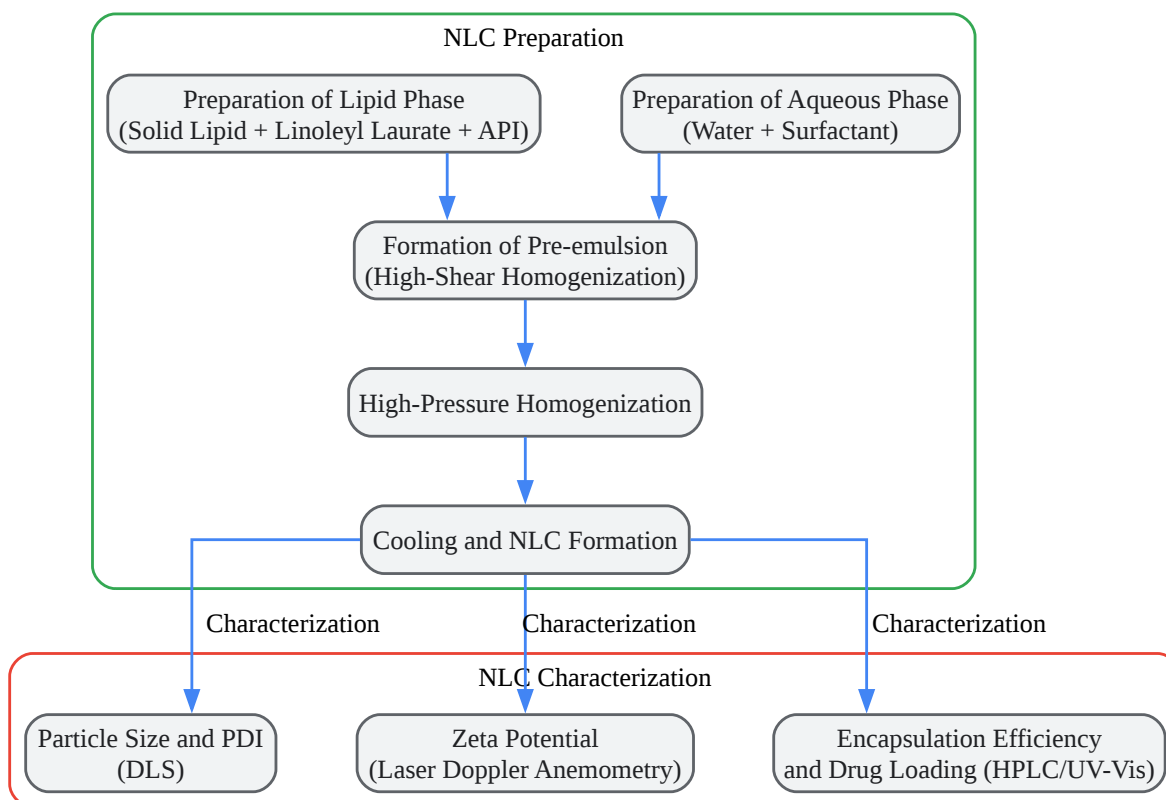 NLC Preparation
Preparation of Lipid Phase
(Solid Lipid + Linoleyl Laurate + API)
Preparation of Aqueous Phase
(Water + Surfactant)
Formation of Pre-emulsion
(High-Shear Homogenization)
High-Pressure Homogenization
Cooling and NLC Formation
Characterization
Characterization
Characterization
NLC Characterization
Particle Size and PDI
(DLS)
Zeta Potential
(Laser Doppler Anemometry)
Encapsulation Efficiency
and Drug Loading (HPLC/UV-Vis)